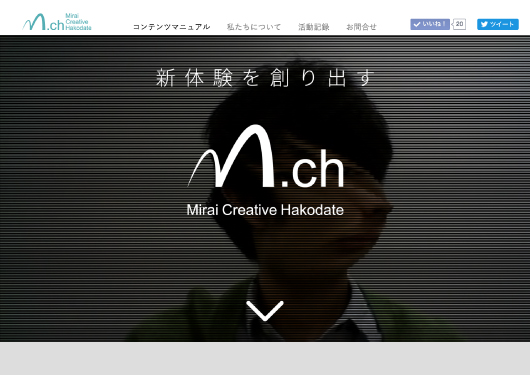 m.ch
Mirai
Creative
Hakodate
コンテンツマニュアル
私たちについて
活動記録
お問合せ
いいね！
20
ツイート
新体験を創り出す
m.ch
Mirai Creative Hakodate